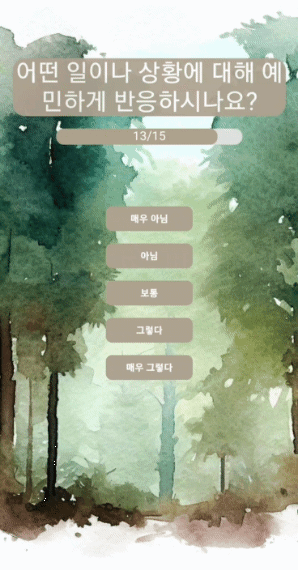 어떤 일이나 상황에 대해 예
민하게 반응하시나요?
13/15
매우 아님
아님
보통
그렇다
매우 그렇다